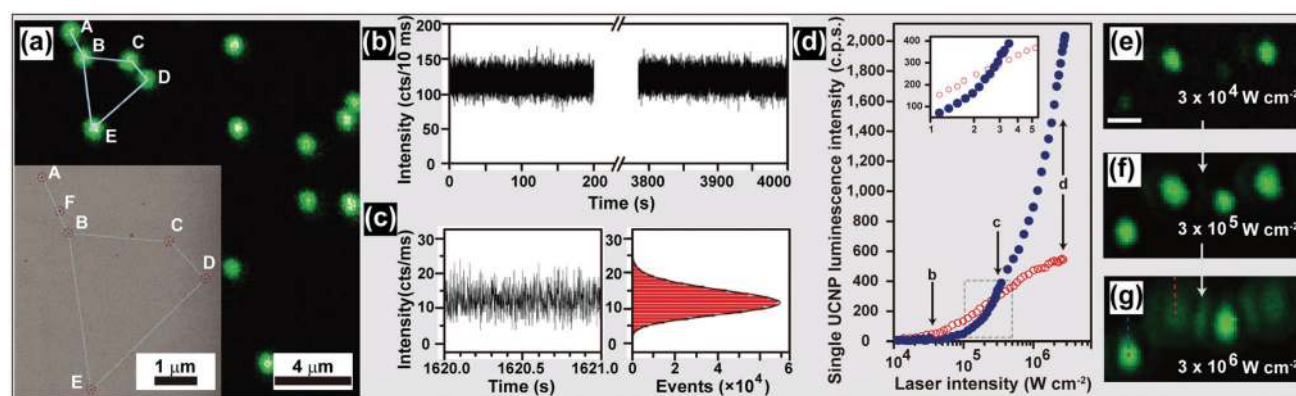 (a)
A
B
C
D
E
A
F
B
C
D
E
1 μm
4 μm
(b)
Intensity (cts/10 ms)
200
150
100
50
0
0 100 200 3800 3900 4000
Time (s)
(c)
Intensity(cts/ms)
30
20
10
0
1620.0 1620.5 1621.0
Time (s)
30
20
10
0
0 2 4 6
Events (×10⁴)
(d)
Single UCNP luminescence intensity (c.p.s.)
2,000
1,800
1,600
1,400
1,200
1,000
800
600
400
200
0
400
300
200
100
1 2 3 4 5
b
c
d
10⁴ 10⁵ 10⁶
Laser intensity (W cm⁻²)
(e)
3 x 10⁴ W cm⁻²
(f)
3 x 10⁵ W cm⁻²
(g)
3 x 10⁶ W cm⁻²